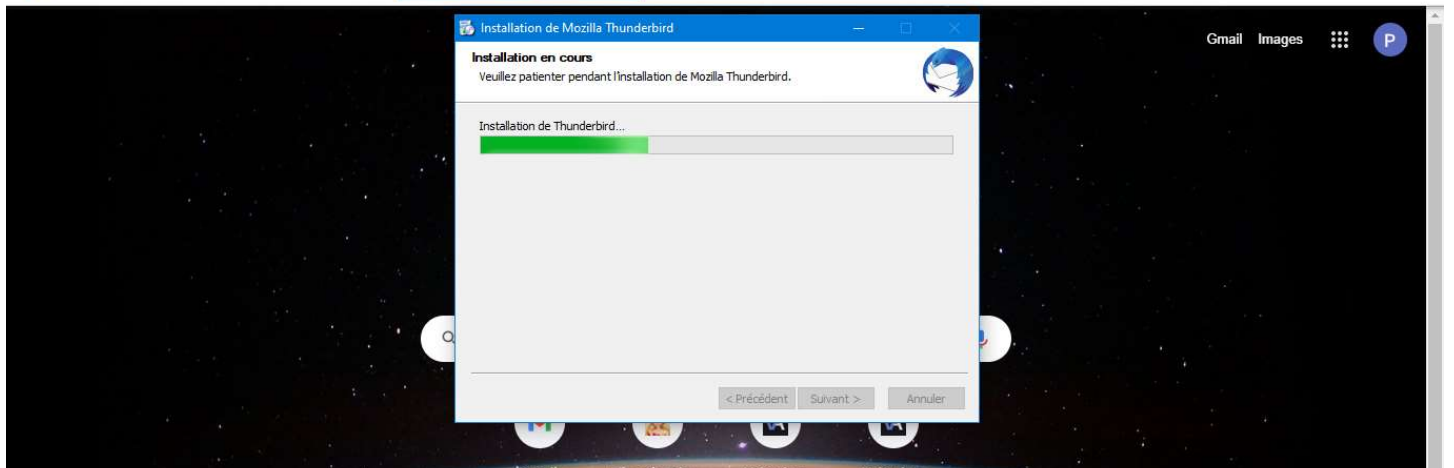 Installation de Mozilla Thunderbird
Gmail Images
P
Installation en cours
Veuillez patienter pendant l'installation de Mozilla Thunderbird.
Installation de Thunderbird...
< Précédent Suivant > Annuler